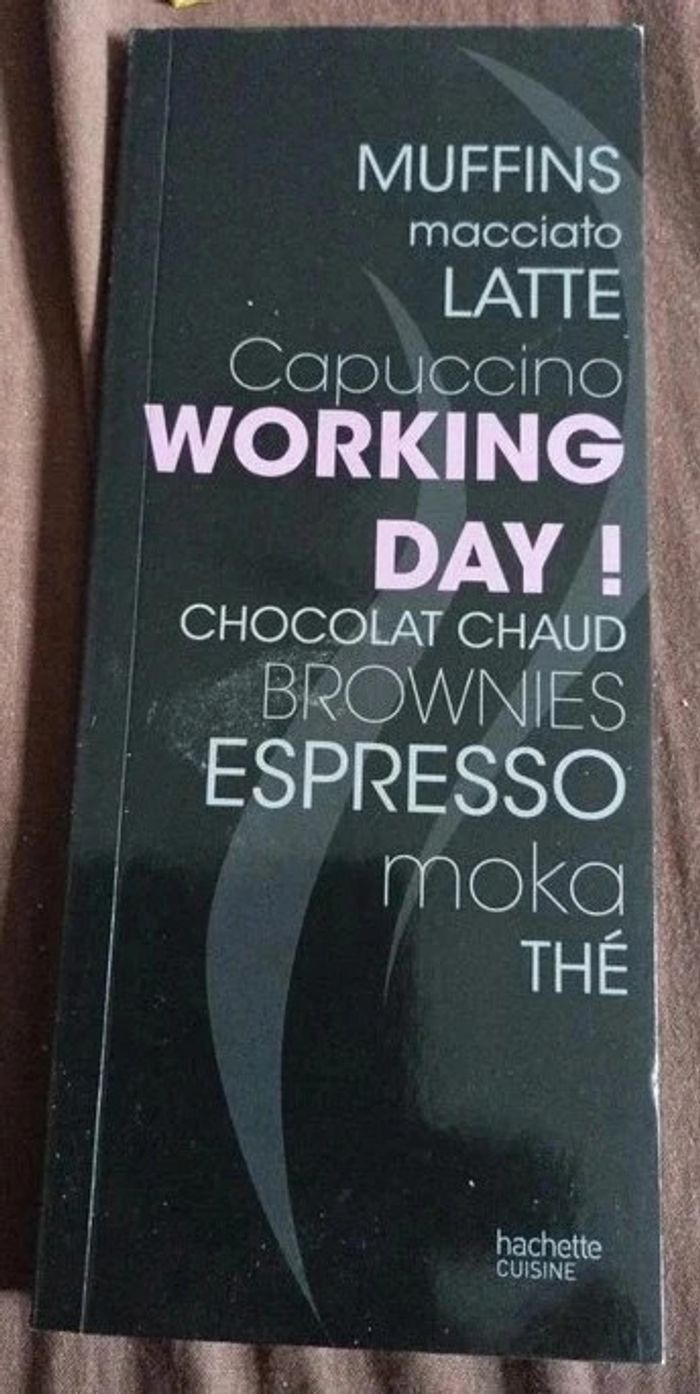 MUFFINS
macciato
LATTE
Capuccino
WORKING
DAY !
CHOCOLAT CHAUD
BROWNIES
ESPRESSO
moka
THÉ
hachette
CUISINE